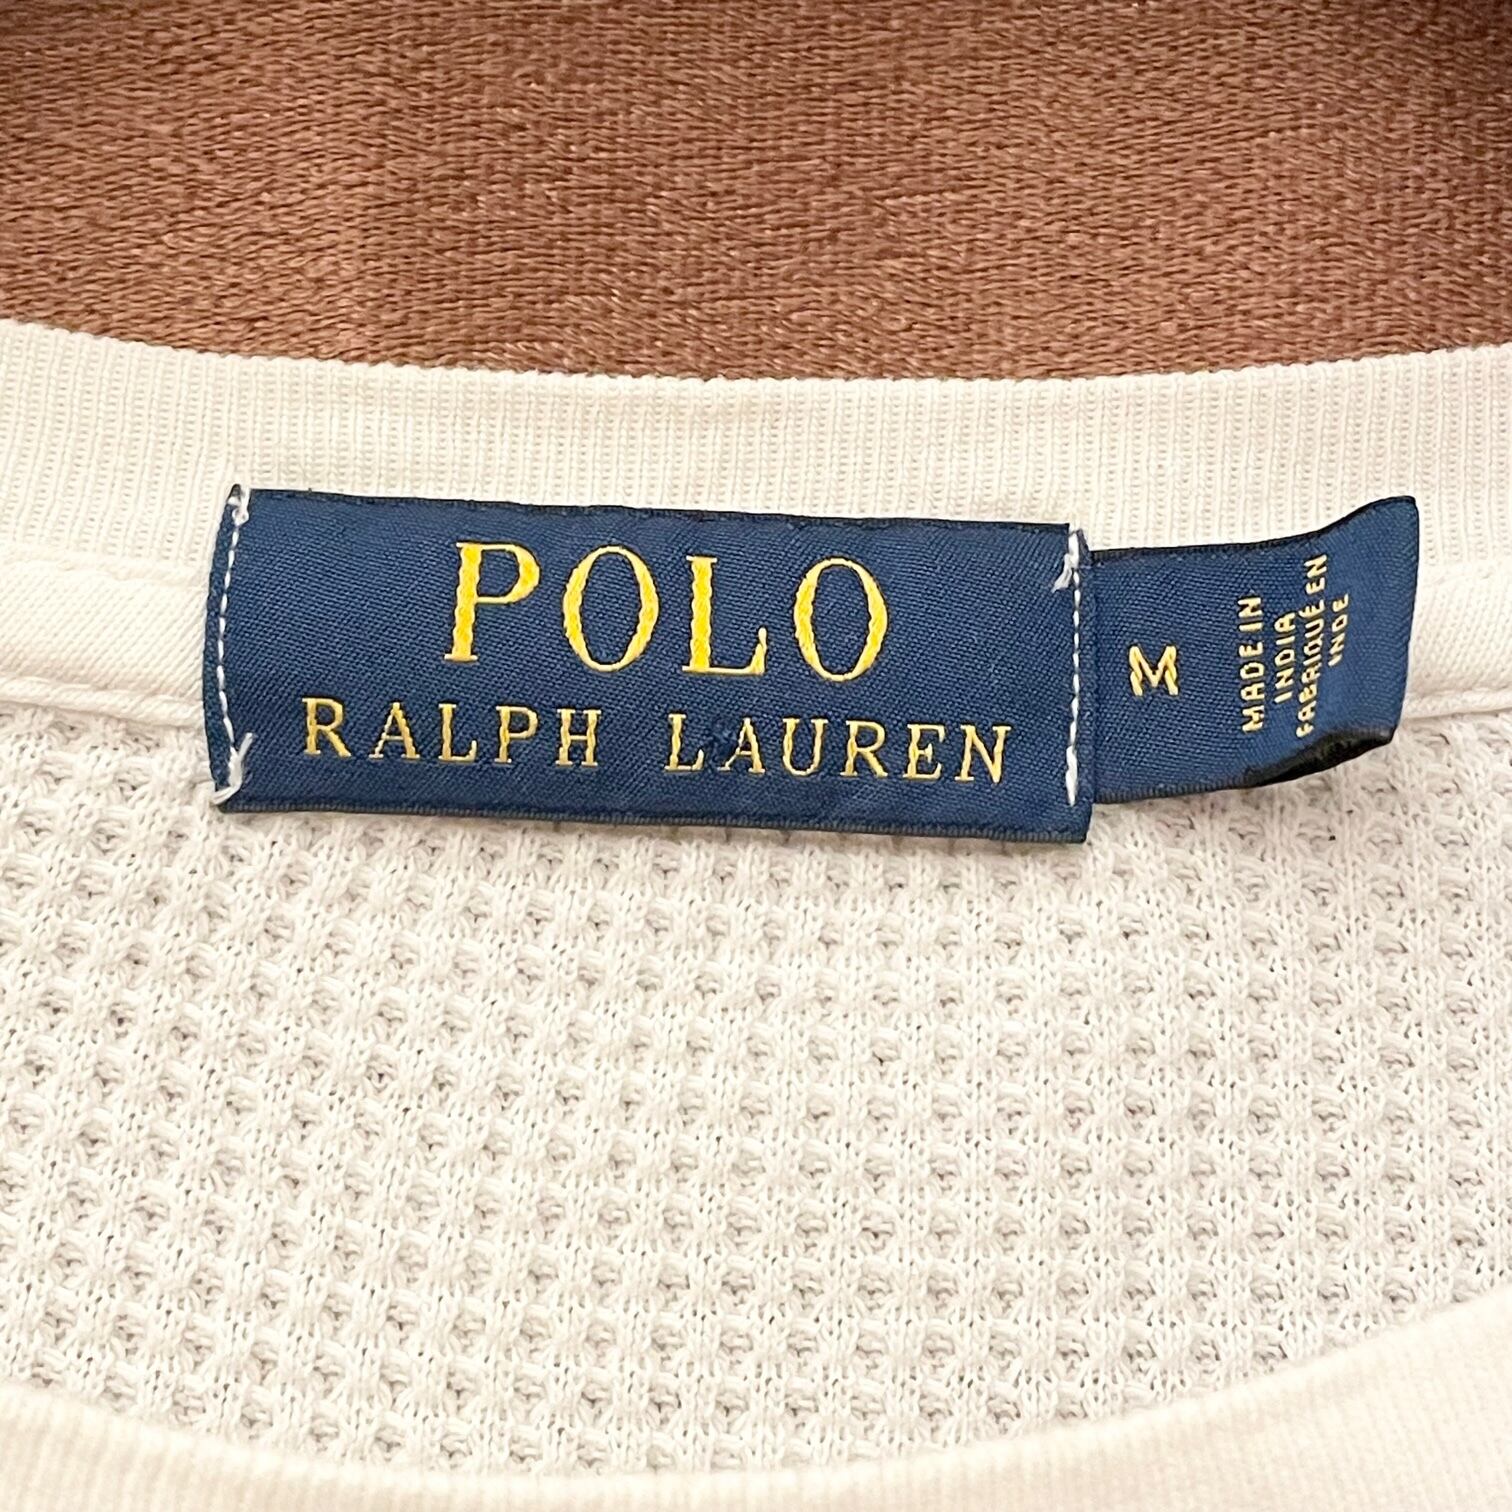 POLO
RALPH LAUREN
M
MADE IN
INDIA
FABRIQUÉ EN
INDE